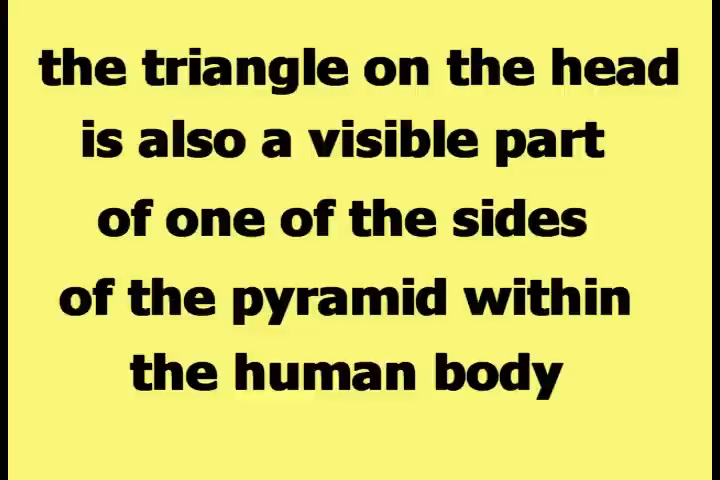 the triangle on the head
is also a visible part
of one of the sides
of the pyramid within
the human body